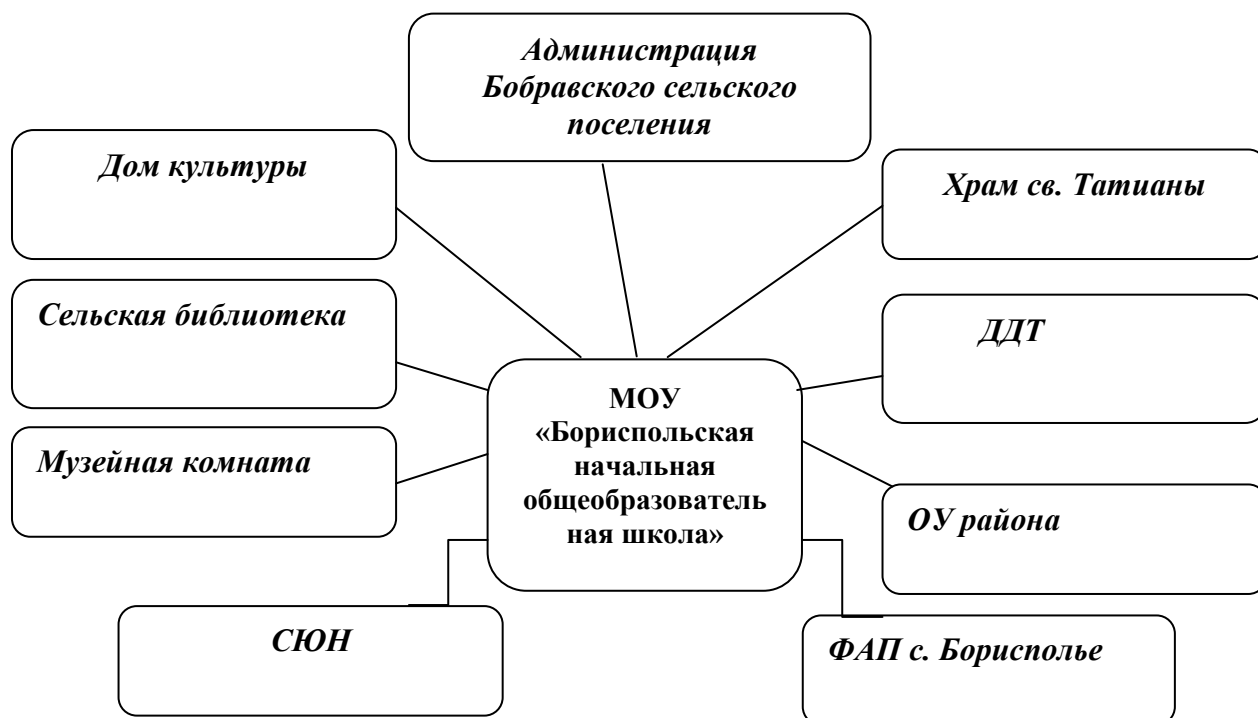 Администрация
Бобравского сельского
поселения
Дом культуры
Храм св. Татианы
Сельская библиотека
ДДТ
МОУ
«Бориспольская
начальная
общеобразователь
ная школа»
Музейная комната
ОУ района
СЮН
ФАП с. Борисполье